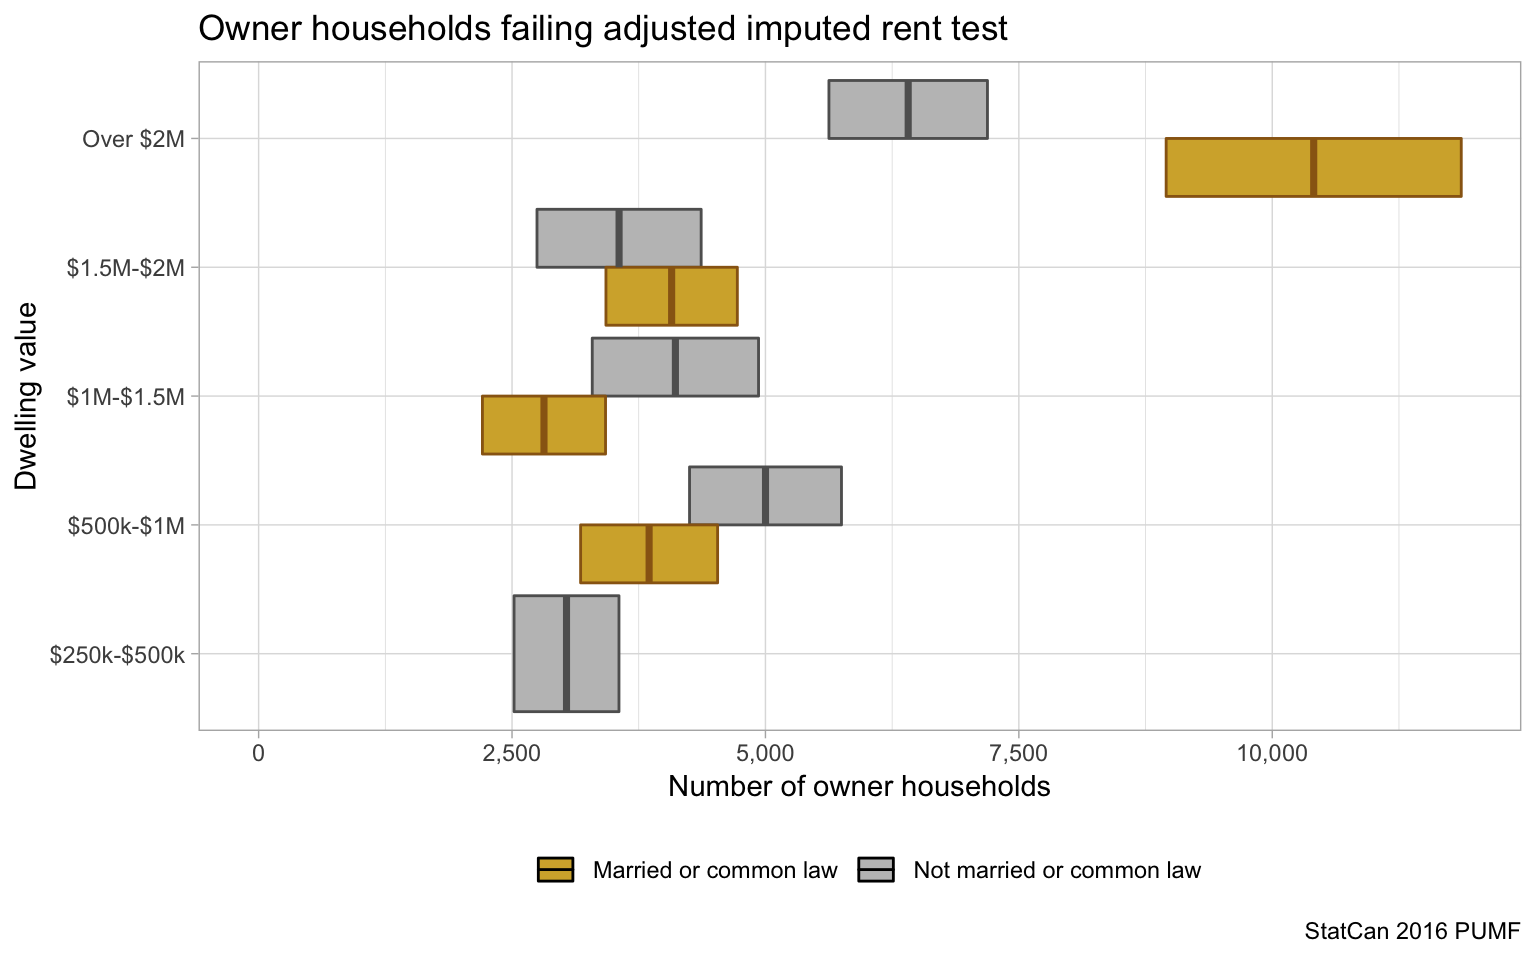 Owner households failing adjusted imputed rent test
Dwelling value
Over $2M
$1.5M-$2M
$1M-$1.5M
$500k-$1M
$250k-$500k
0 2,500 5,000 7,500 10,000
Number of owner households
Married or common law Not married or common law
StatCan 2016 PUMF